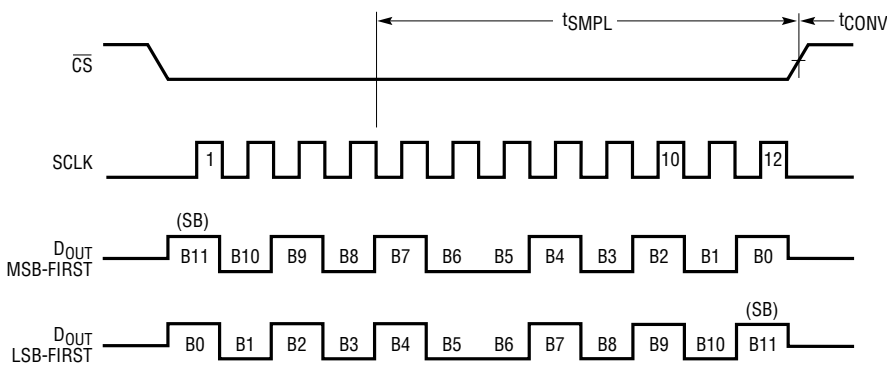 tSMPL tCONV
CS
SCLK 1 10 12
(SB)
DOUT
MSB-FIRST
B11 B10 B9 B8 B7 B6 B5 B4 B3 B2 B1 B0
(SB)
DOUT
LSB-FIRST
B0 B1 B2 B3 B4 B5 B6 B7 B8 B9 B10 B11